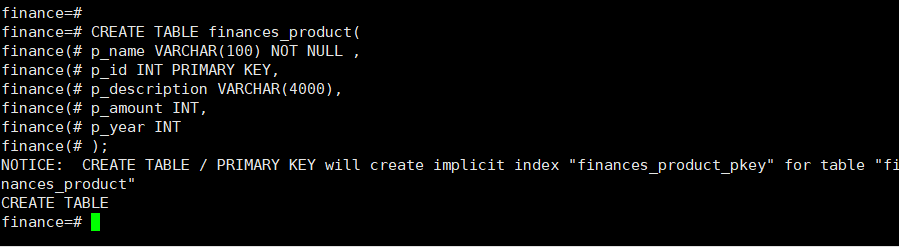 finance=#
finance=# CREATE TABLE finances_product(
finance(# p_name VARCHAR(100) NOT NULL ,
finance(# p_id INT PRIMARY KEY,
finance(# p_description VARCHAR(4000),
finance(# p_amount INT,
finance(# p_year INT
finance(# );
NOTICE:  CREATE TABLE / PRIMARY KEY will create implicit index "finances_product_pkey" for table "fi
nances_product"
CREATE TABLE
finance=#